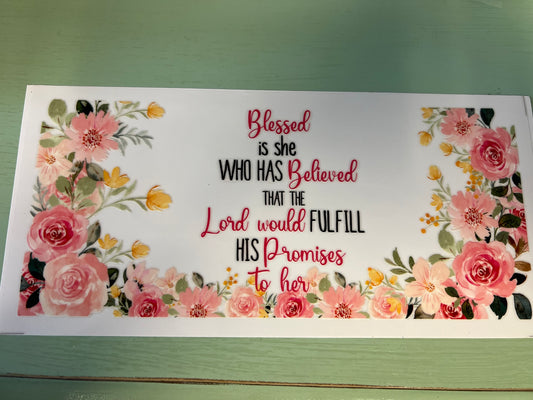 Blessed
is she
WHO HAS Believed
THAT THE
Lord would FULFILL
HIS Promises
to her